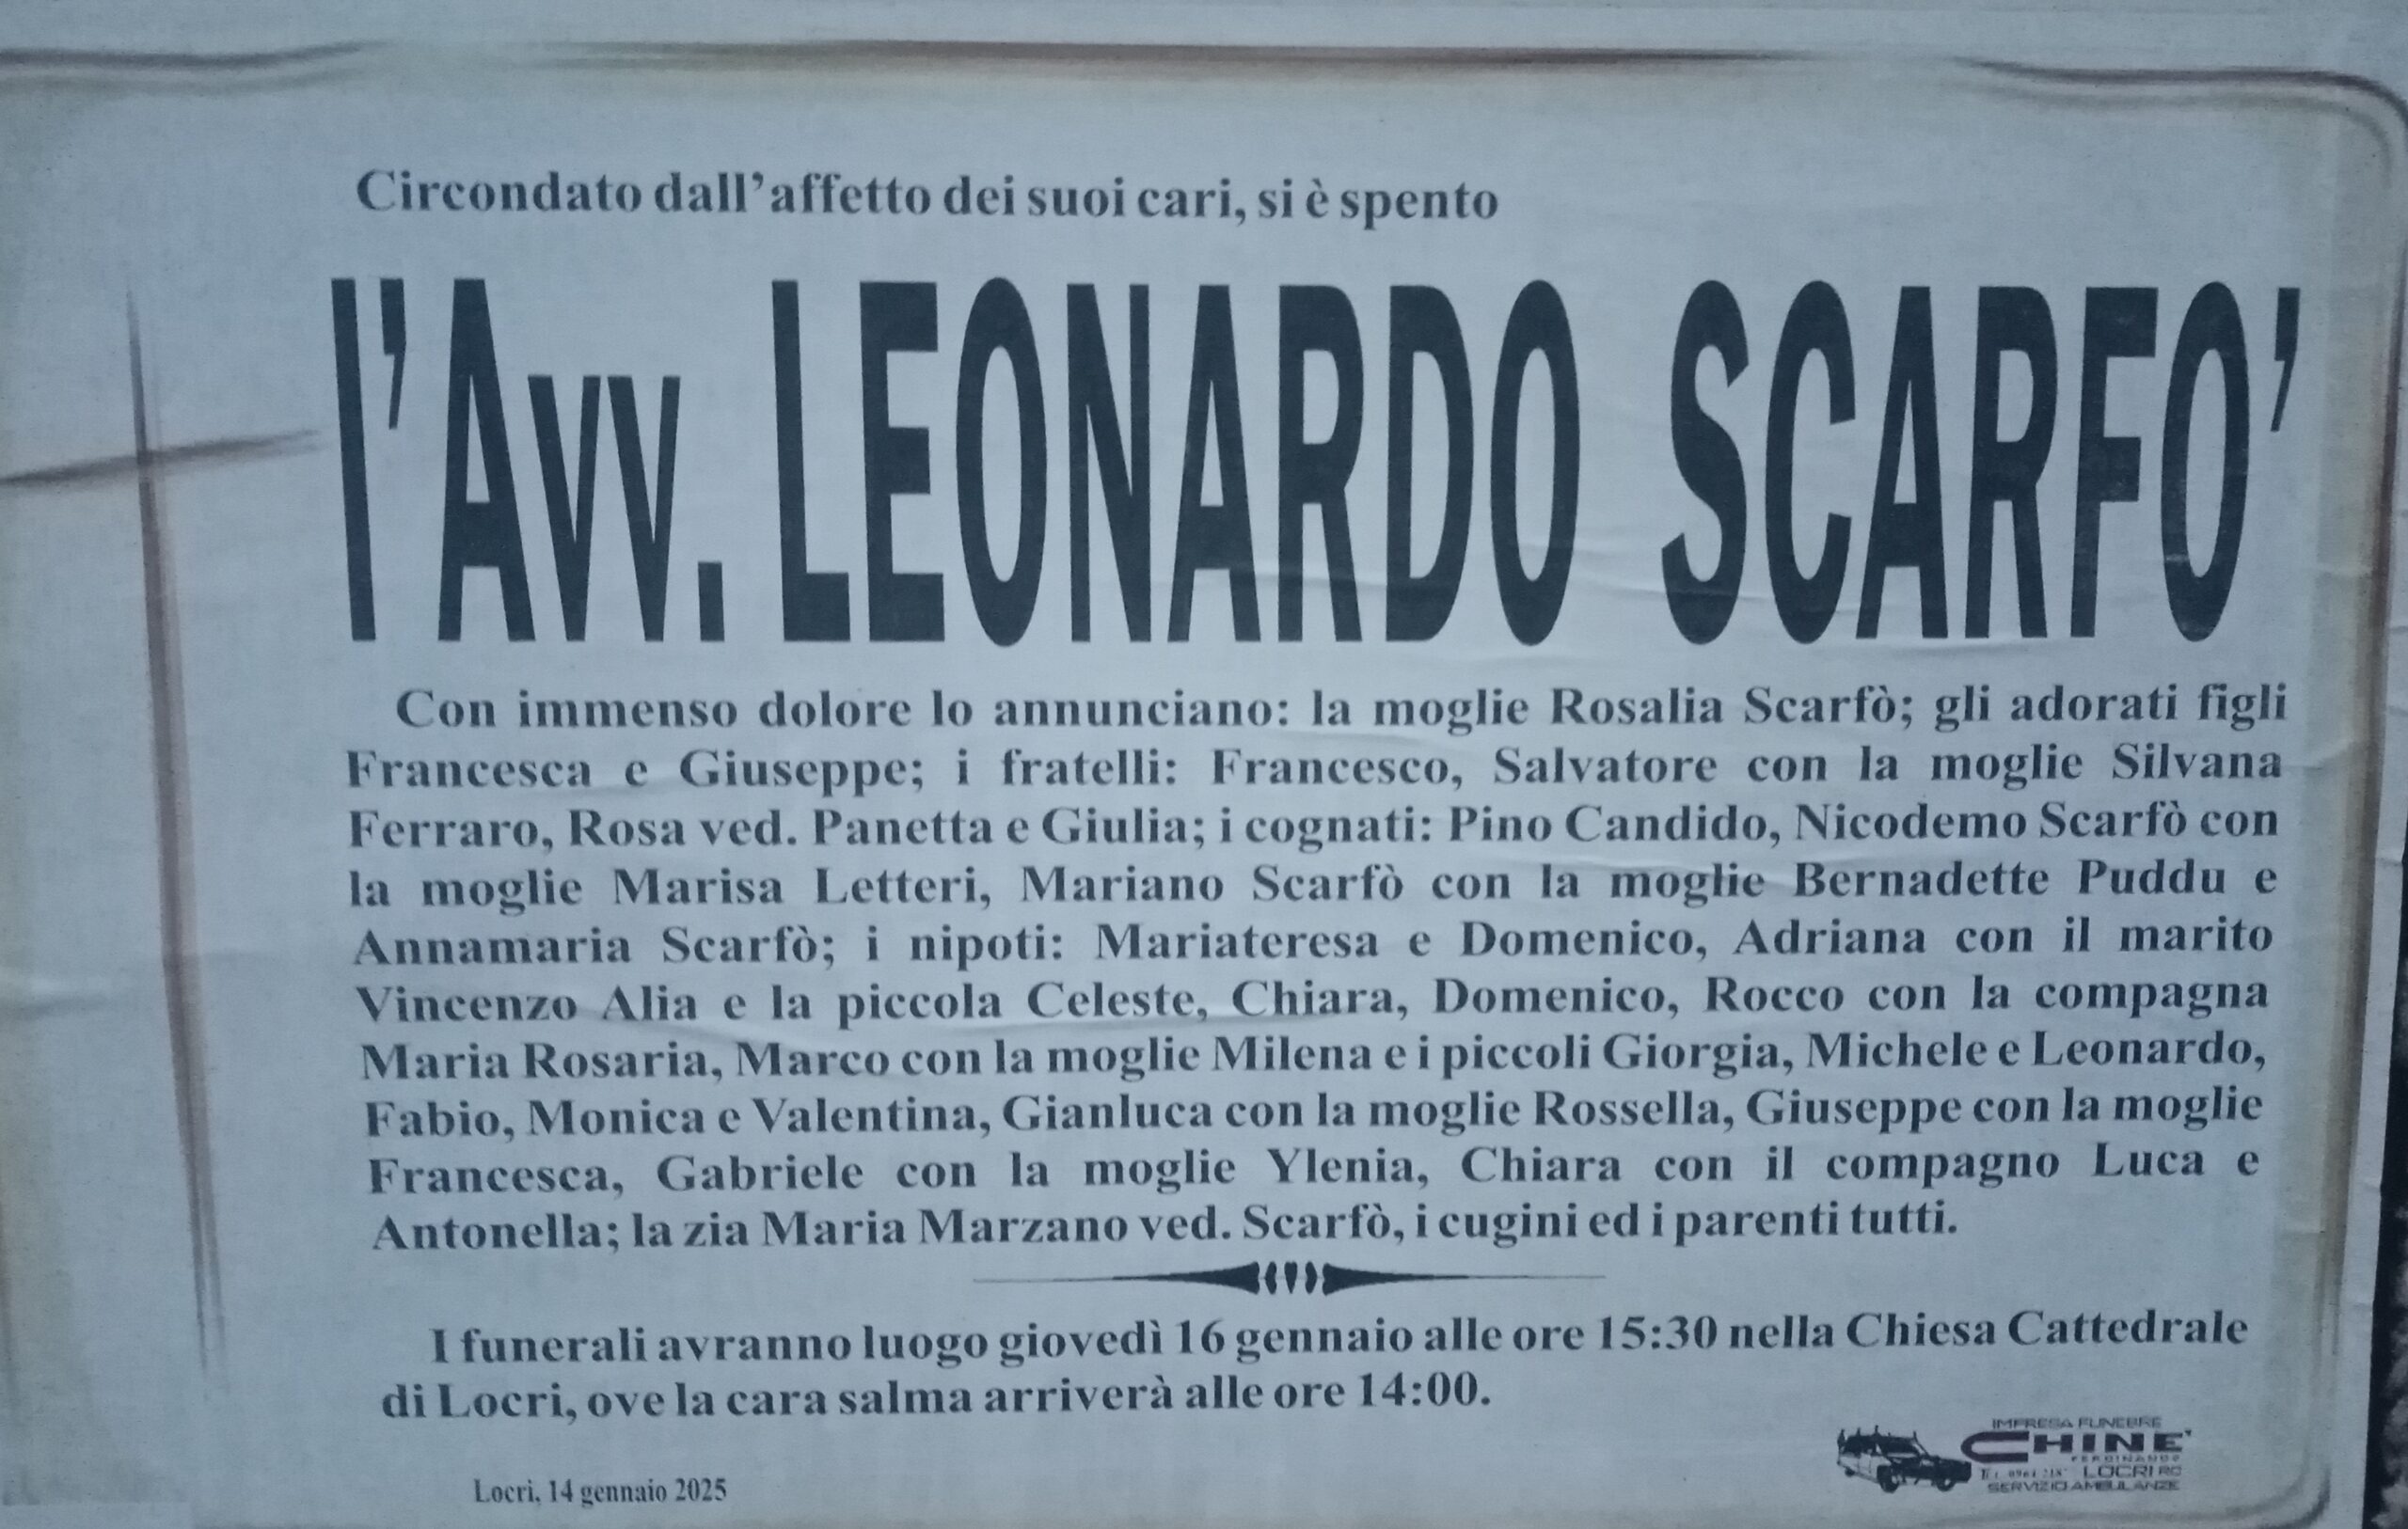 Circondato dall'affetto dei suoi cari, si è spento
l'Avv. LEONARDO SCARFO'
Con immenso dolore lo annunciano: la moglie Rosalia Scarfò; gli adorati figli
Francesca e Giuseppe; i fratelli: Francesco, Salvatore con la moglie Silvana
Ferraro, Rosa ved. Panetta e Giulia; i cognati: Pino Candido, Nicodemo Scarfò con
la moglie Marisa Letteri, Mariano Scarfò con la moglie Bernadette Puddu e
Annamaria Scarfò; i nipoti: Mariateresa e Domenico, Adriana con il marito
Vincenzo Alia e la piccola Celeste, Chiara, Domenico, Rocco con la compagna
Maria Rosaria, Marco con la moglie Milena e i piccoli Giorgia, Michele e Leonardo,
Fabio, Monica e Valentina, Gianluca con la moglie Rossella, Giuseppe con la moglie
Francesca, Gabriele con la moglie Ylenia, Chiara con il compagno Luca e
Antonella; la zia Maria Marzano ved. Scarfò, i cugini ed i parenti tutti.
I funerali avranno luogo giovedì 16 gennaio alle ore 15:30 nella Chiesa Cattedrale
di Locri, ove la cara salma arriverà alle ore 14:00.
IMPRESA FUNEBRE
CHINE'
FERDINANDO
LOCRI RC
SERVIZIO AMBULANZE
Locri, 14 gennaio 2025